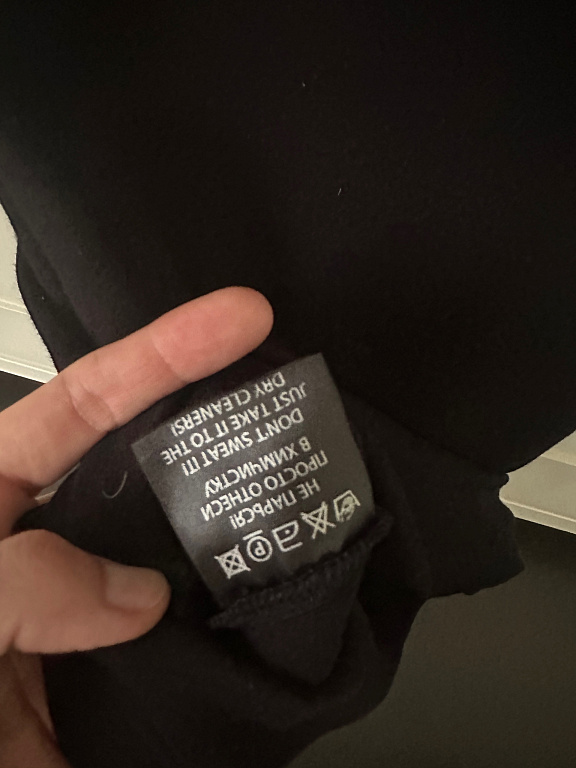 НЕ ПАРЬСЯ!
ПРОСТО ОТНЕСИ
В ХИМЧИСТКУ
DON'T SWEAT IT!
JUST TAKE IT TO THE
DRY CLEANERS!